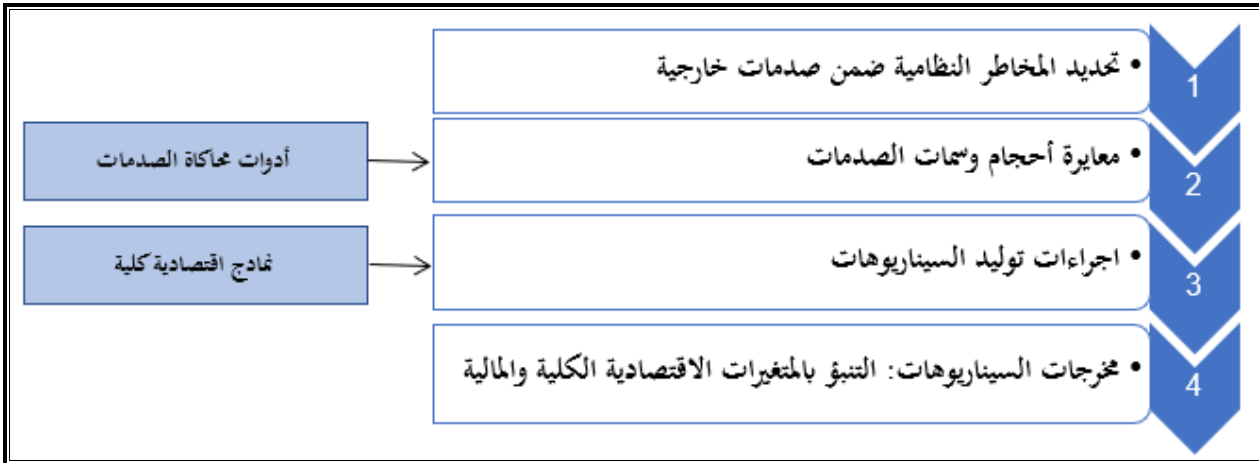 1
• تحديد المخاطر النظامية ضمن صدمات خارجية
2
• معايرة أحجام وسمات الصدمات
أدوات محاكاة الصدمات
3
• اجراءات توليد السيناريوهات
نماذج اقتصادية كلية
4
• مخرجات السيناريوهات: التنبؤ بالمتغيرات الاقتصادية الكلية والمالية